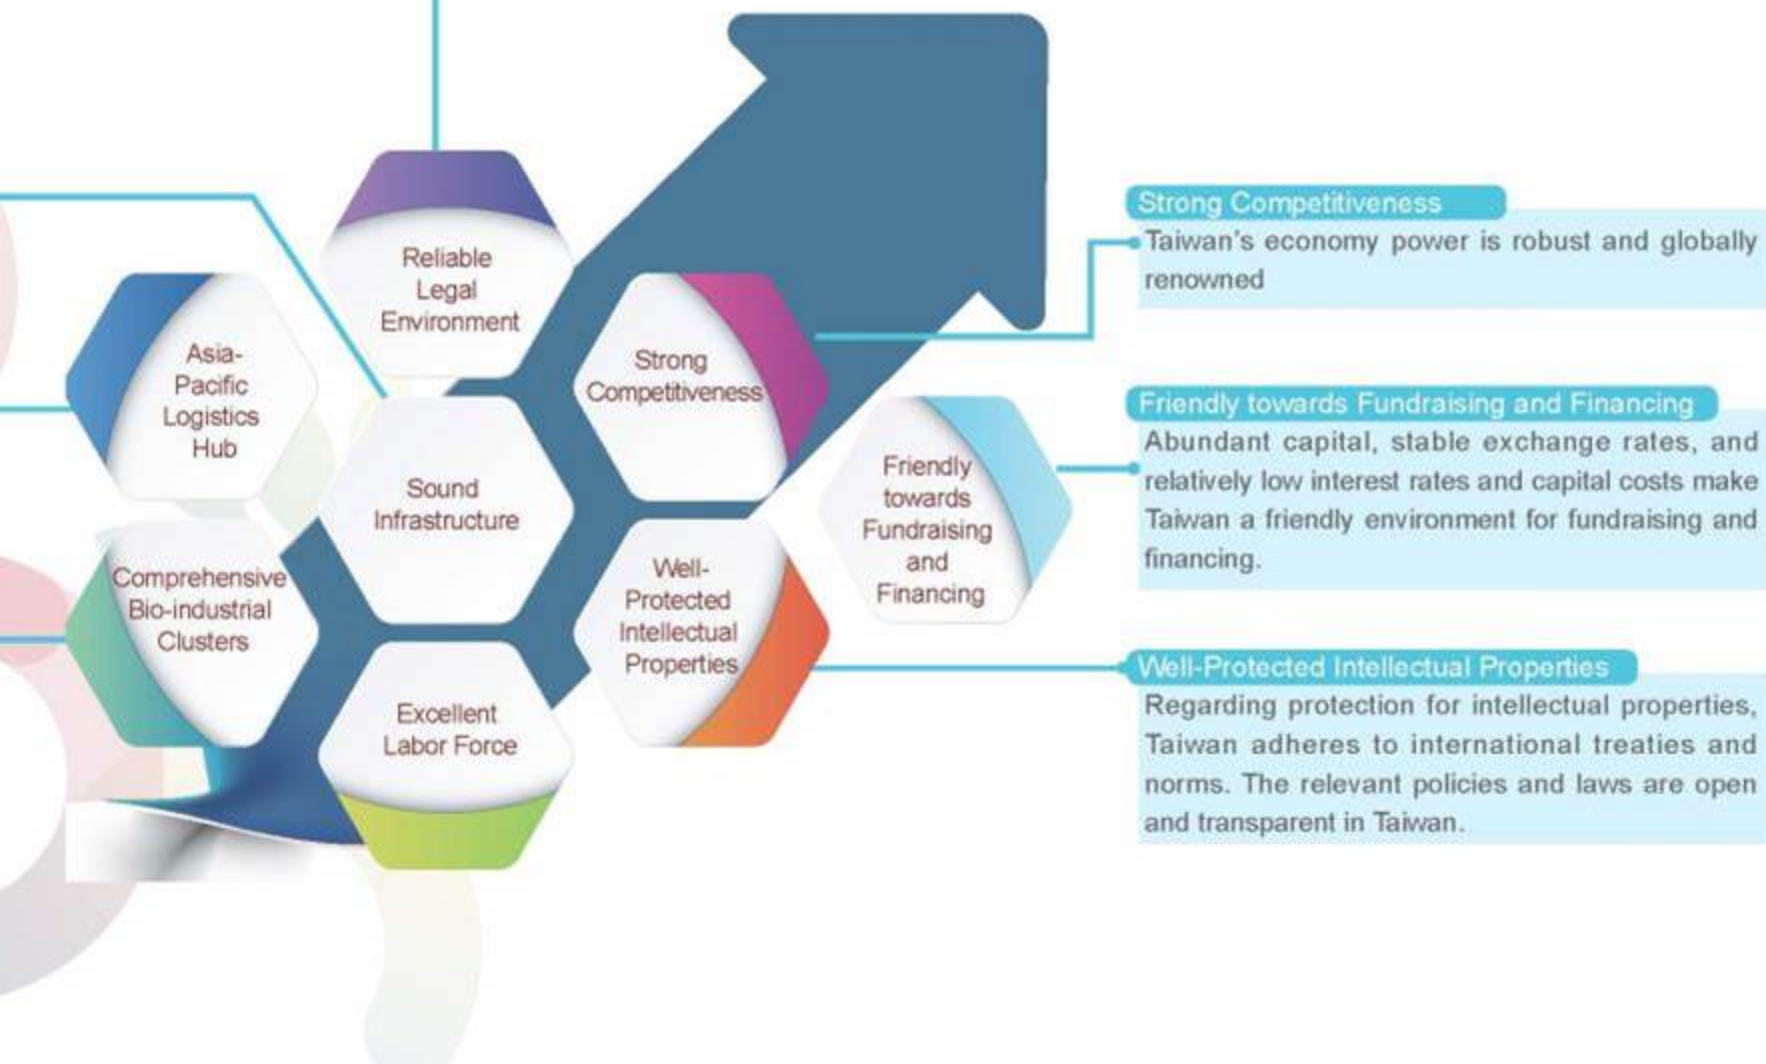 Reliable
Legal
Environment
Asia-
Pacific
Logistics
Hub
Strong
Competitiveness
Sound
Infrastructure
Friendly
towards
Fundraising
and
Financing
Comprehensive
Bio-industrial
Clusters
Well-
Protected
Intellectual
Properties
Excellent
Labor Force
Strong Competitiveness
Taiwan's economy power is robust and globally
renowned
Friendly towards Fundraising and Financing
Abundant capital, stable exchange rates, and
relatively low interest rates and capital costs make
Taiwan a friendly environment for fundraising and
financing.
Well-Protected Intellectual Properties
Regarding protection for intellectual properties,
Taiwan adheres to international treaties and
norms. The relevant policies and laws are open
and transparent in Taiwan.